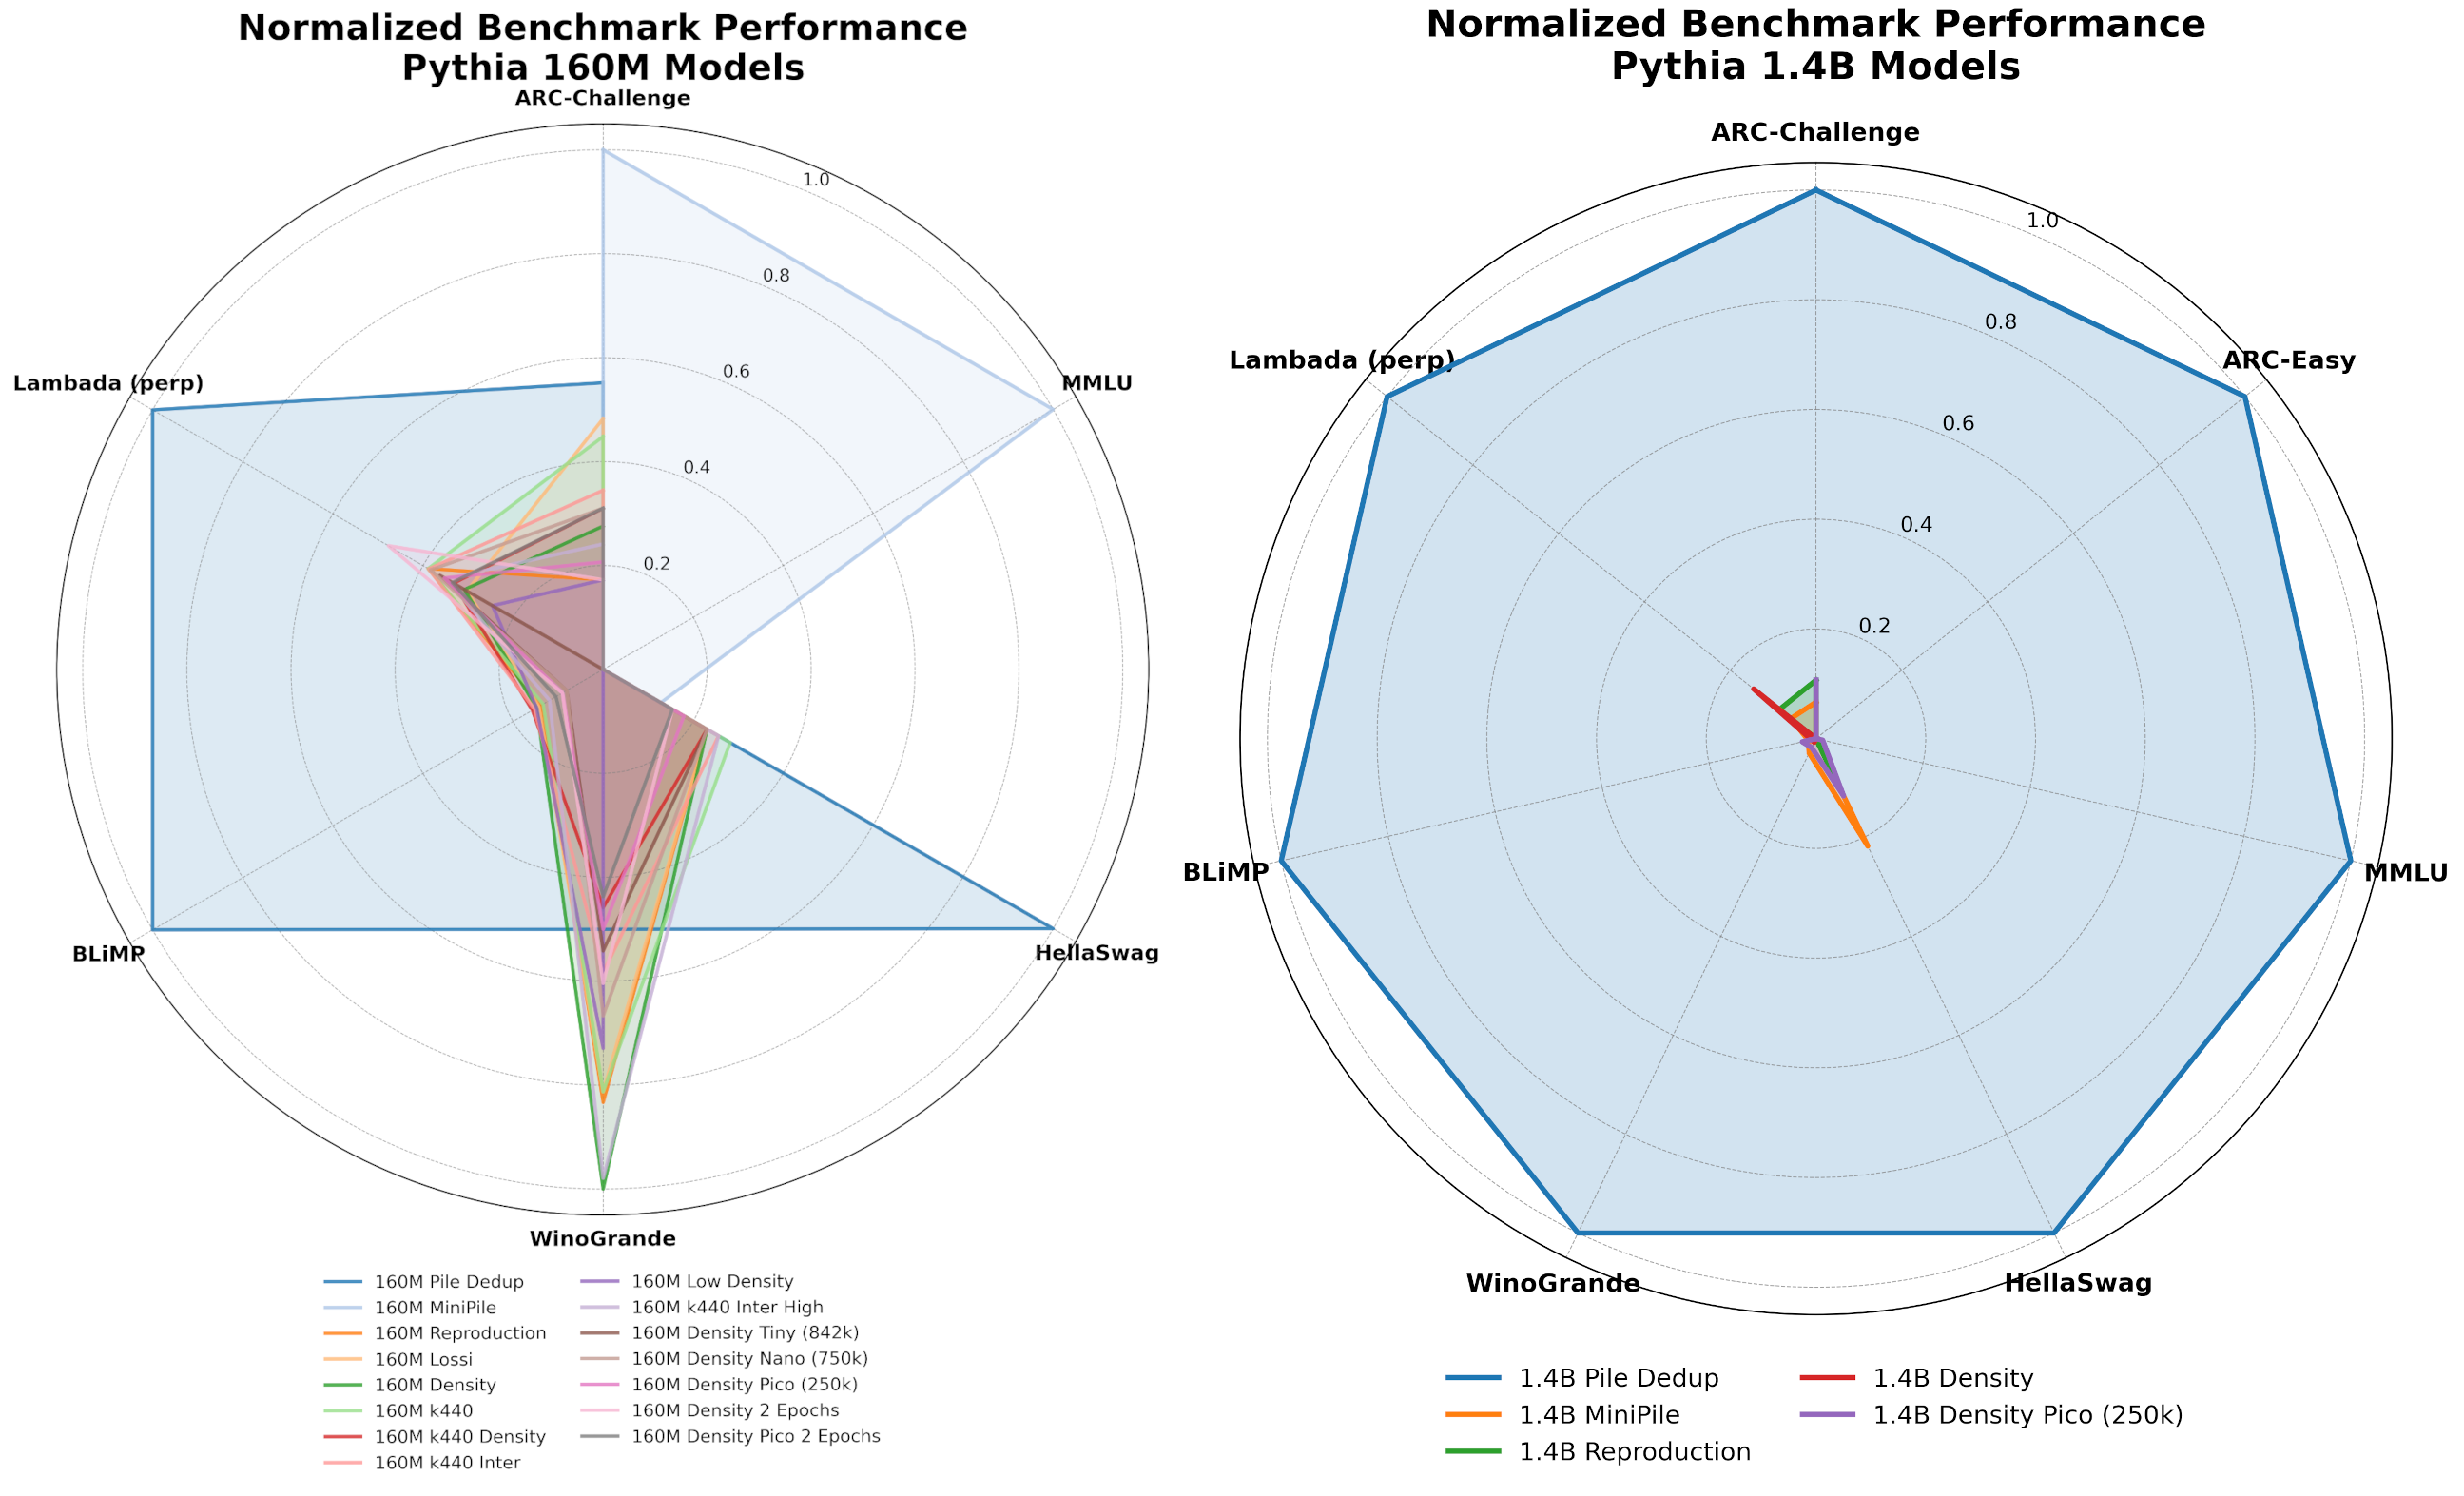 Normalized Benchmark Performance
Pythia 160M Models
ARC-Challenge
1.0
0.8
0.6
0.4
0.2
Lambada (perp)
MMLU
BLiMP
HellaSwag
WinoGrande
160M Pile Dedup
160M MiniPile
160M Reproduction
160M Lossi
160M Density
160M k440
160M k440 Density
160M k440 Inter
160M Low Density
160M k440 Inter High
160M Density Tiny (842k)
160M Density Nano (750k)
160M Density Pico (250k)
160M Density 2 Epochs
160M Density Pico 2 Epochs
Normalized Benchmark Performance
Pythia 1.4B Models
ARC-Challenge
1.0
0.8
0.6
0.4
0.2
Lambada (perp)
ARC-Easy
BLiMP
MMLU
WinoGrande
HellaSwag
1.4B Pile Dedup
1.4B MiniPile
1.4B Reproduction
1.4B Density
1.4B Density Pico (250k)